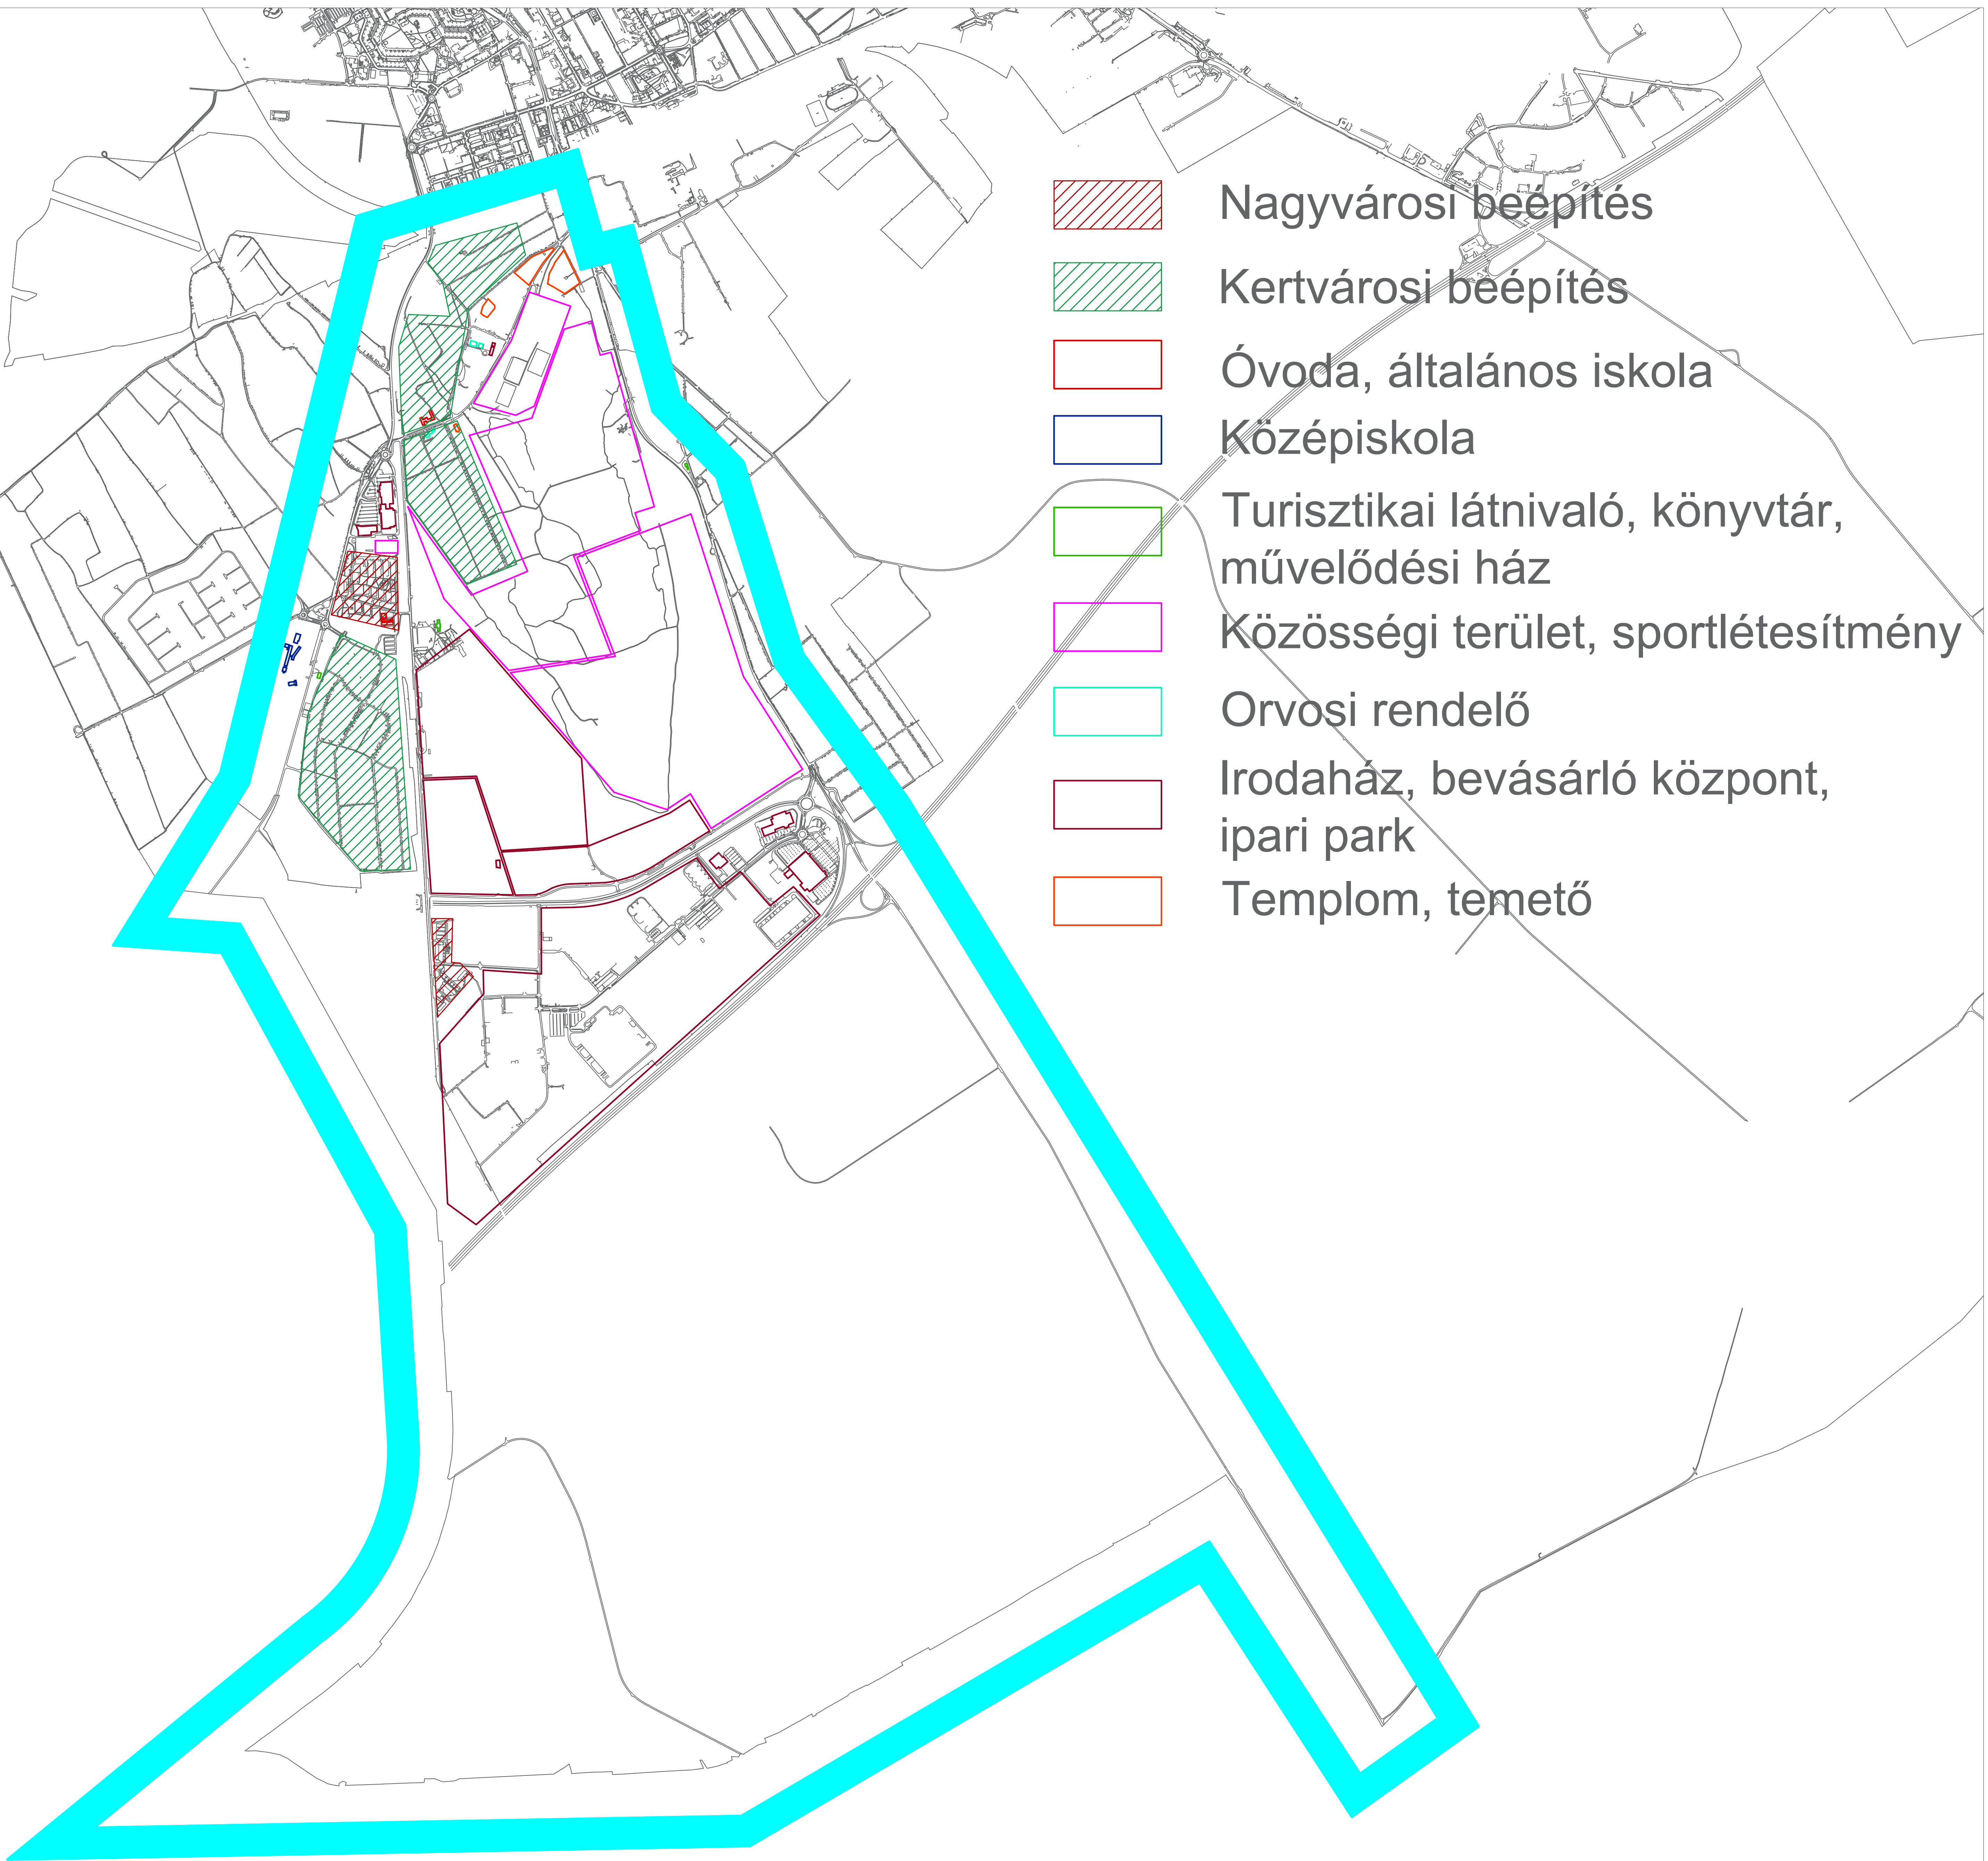 Nagyvárosi beépítés
Kertvárosi beépítés
Óvoda, általános iskola
Középiskola
Turisztikai látnivaló, könyvtár,
művelődési ház
Közösségi terület, sportlétesítmény
Orvosi rendelő
Irodaház, bevásárló központ,
ipari park
Templom, temető